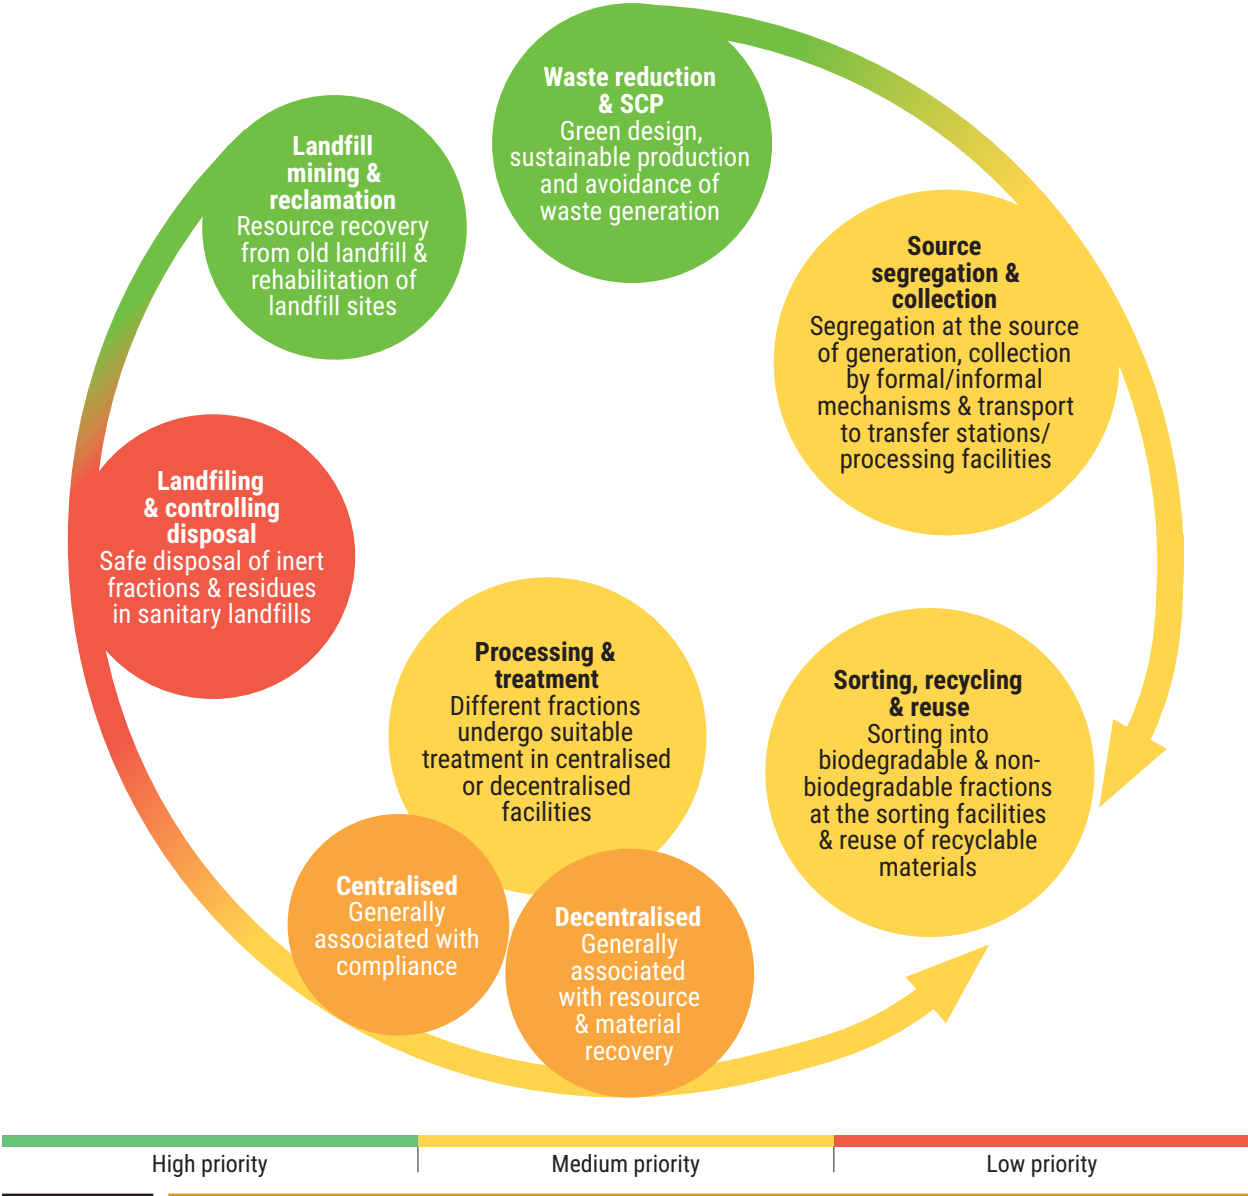 Waste reduction
& SCP
Green design,
sustainable production
and avoidance of
waste generation
Landfill
mining &
reclamation
Resource recovery
from old landfill &
rehabilitation of
landfill sites
Source
segregation &
collection
Segregation at the source
of generation, collection
by formal/informal
mechanisms & transport
to transfer stations/
processing facilities
Landfiling
& controlling
disposal
Safe disposal of inert
fractions & residues
in sanitary landfills
Processing &
treatment
Different fractions
undergo suitable
treatment in centralised
or decentralised
facilities
Sorting, recycling
& reuse
Sorting into
biodegradable & non-
biodegradable fractions
at the sorting facilities
& reuse of recyclable
materials
Centralised
Generally
associated with
compliance
Decentralised
Generally
associated
with resource
& material
recovery
High priority
Medium priority
Low priority